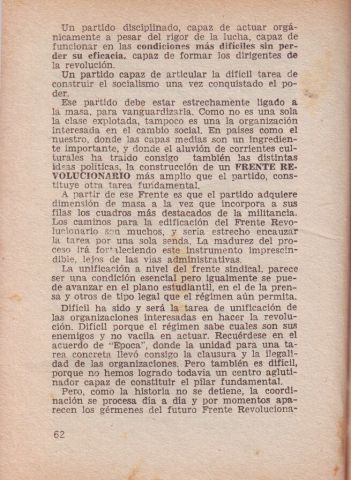 Un partido disciplinado, capaz de actuar orgá-
nicamente a pesar del rigor de la lucha, capaz de
funcionar en las condiciones más difíciles sin per-
der su eficacia, capaz de formar los dirigentes de
la revolución.
Un partido capaz de articular la difícil tarea de
construir el socialismo una vez conquistado el po-
der.
Ese partido debe estar estrechamente ligado a
la masa, para vanguardizarla. Como no es una sola
la clase explotada, tampoco es una la organización
interesada en el cambio social. En países como el
nuestro, donde las capas medias son un ingredien-
te importante, y donde el aluvión de corrientes cul-
turales ha traído consigo también las distintas
ideas políticas, la construcción de un FRENTE RE-
VOLUCIONARIO más amplio que el partido, cons-
tituye otra tarea fundamental.
A partir de ese Frente es que el partido adquiere
dimensión de masa a la vez que incorpora a sus
filas los cuadros más destacados de la militancia.
Los caminos para la edificación del Frente Revo-
lucionario son muchos, y sería estrecho encauzar
la tarea por una sola senda. La madurez del pro-
ceso irá fortaleciendo este instrumento imprescin-
dible, lejos de las vías administrativas.
La unificación a nivel del frente sindical, parece
ser una condición esencial pero igualmente se pue-
de avanzar en el plano estudiantil, en el de la pren-
sa y otros de tipo legal que el régimen aún permita.
Difícil ha sido y será la tarea de unificación de
las organizaciones interesadas en hacer la revolu-
ción. Difícil porque el régimen sabe cuales son sus
enemigos y no vacila en actuar. Recuérdese en el
acuerdo de "Epoca", donde la unidad para una ta-
rea concreta llevó consigo la clausura y la ilegali-
dad de las organizaciones. Pero también es difícil,
porque no hemos logrado todavía un centro agluti-
nador capaz de constituir el pilar fundamental.
Pero, como la historia no se detiene, la coordi-
nación se procesa día a día y por momentos apa-
recen los gérmenes del futuro Frente Revoluciona-
62